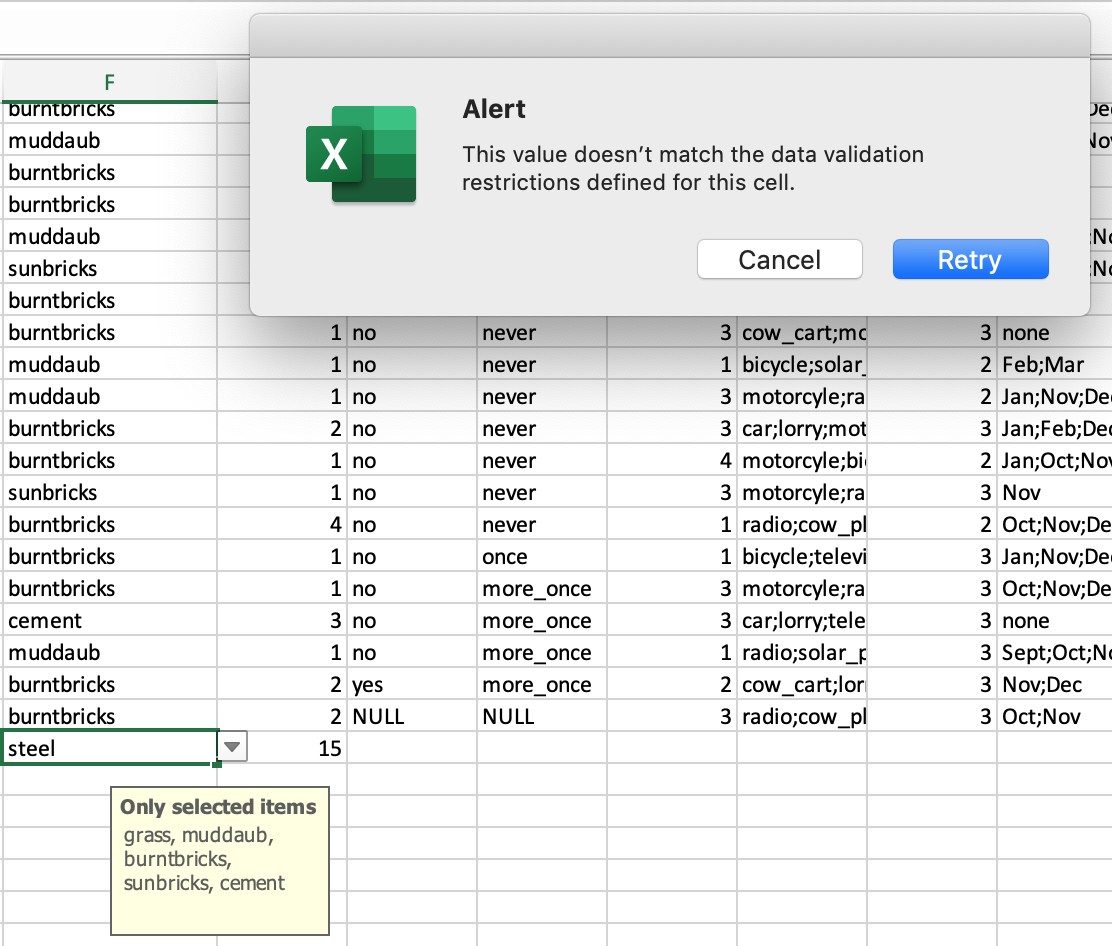 F
Alert
This value doesn’t match the data validation
restrictions defined for this cell.
Cancel
Retry
X
burntbricks
muddaub
burntbricks
burntbricks
muddaub
sunbricks
burntbricks
burntbricks 1 no never 3 cow_cart;mo 3 none
muddaub 1 no never 1 bicycle;solar_ 2 Feb;Mar
muddaub 1 no never 3 motorcyle;ra 2 Jan;Nov;Dec
burntbricks 2 no never 3 car;lorry;mot 3 Jan;Feb;Dec
burntbricks 1 no never 4 motorcyle;bi 2 Jan;Oct;Nov
sunbricks 1 no never 3 motorcyle;ra 3 Nov
burntbricks 4 no never 1 radio;cow_pl 2 Oct;Nov;De
burntbricks 1 no once 1 bicycle;televi 3 Jan;Nov;Dec
burntbricks 1 no more_once 3 motorcyle;ra 3 Oct;Nov;De
cement 3 no more_once 3 car;lorry;tele 3 none
muddaub 1 no more_once 1 radio;solar_p 3 Sept;Oct;No
burntbricks 2 yes more_once 2 cow_cart;lor 3 Nov;Dec
burntbricks 2 NULL NULL 3 radio;cow_pl 3 Oct;Nov
steel 15
Only selected items
grass, muddaub,
burntbricks,
sunbricks, cement